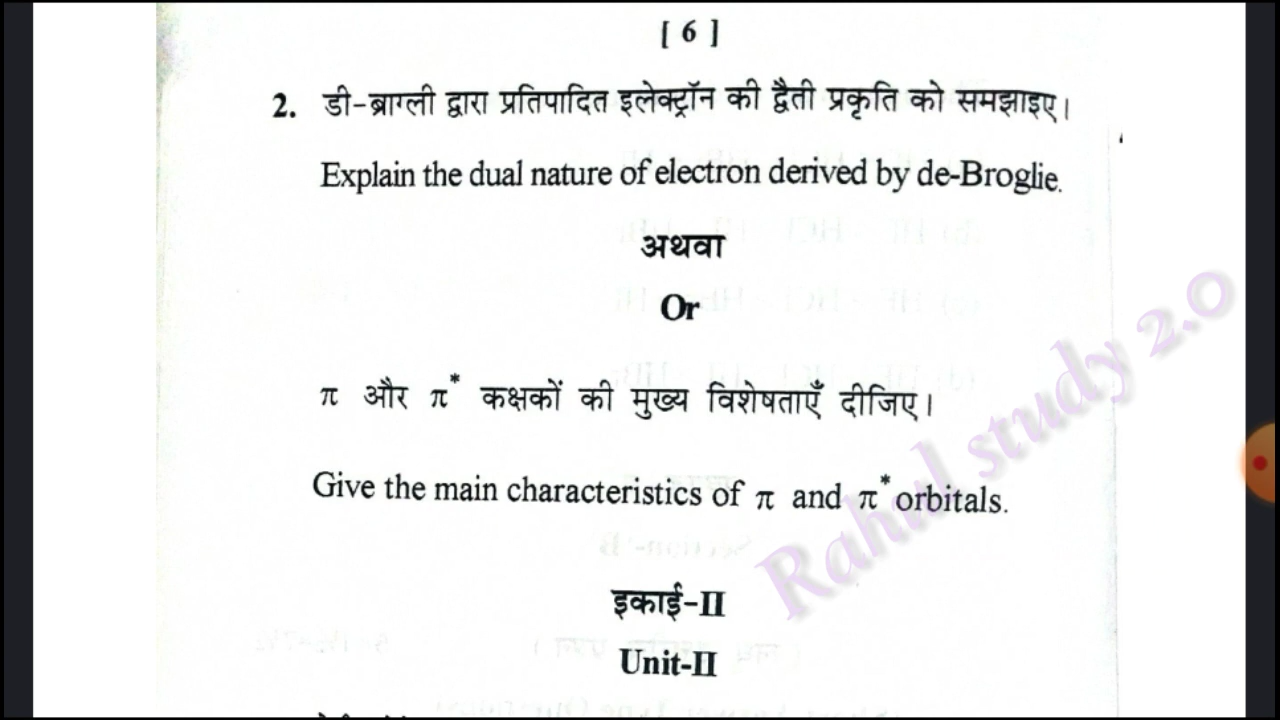 [ 6 ]
2. डी-ब्राग्ली द्वारा प्रतिपादित इलेक्ट्रॉन की द्वैती प्रकृति को समझाइए।
Explain the dual nature of electron derived by de-Broglie.
अथवा
Or
π और π* कक्षकों की मुख्य विशेषताएँ दीजिए।
Give the main characteristics of π and π* orbitals.
Rahul study 2.0
इकाई-II
Unit-II